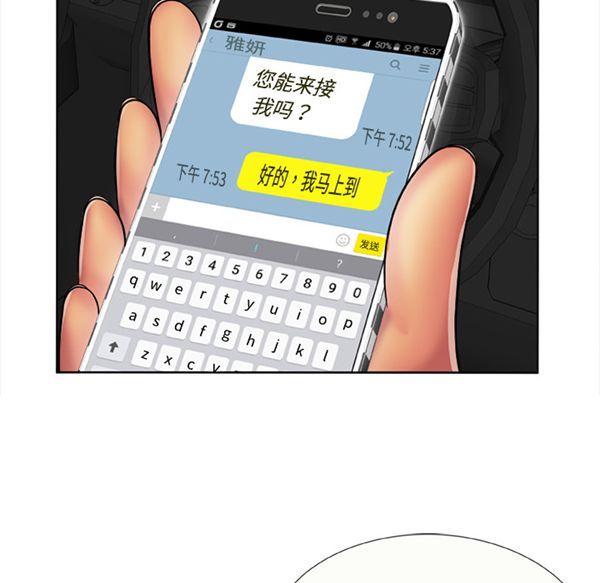 50% 오후 5:37
雅妍
您能来接
我吗？
下午 7:52
下午 7:53
好的，我马上到
+
发送
, ! ?
1 2 3 4 5 6 7 8 9 0
q w e r t y u i o p
a s d f g h j k l
z x c v b n m